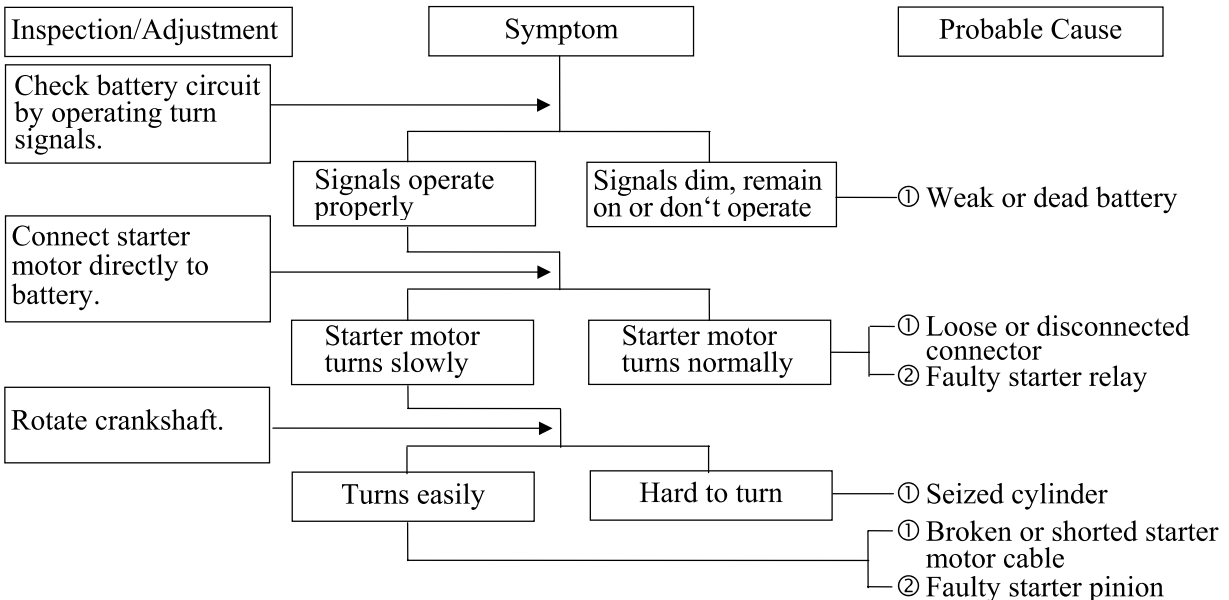 Inspection/Adjustment
Symptom
Probable Cause
Check battery circuit
by operating turn
signals.
Signals operate
properly
Signals dim, remain
on or don‘t operate
① Weak or dead battery
Connect starter
motor directly to
battery.
Starter motor
turns slowly
Starter motor
turns normally
① Loose or disconnected
connector
② Faulty starter relay
Rotate crankshaft.
Turns easily
Hard to turn
① Seized cylinder
① Broken or shorted starter
motor cable
② Faulty starter pinion